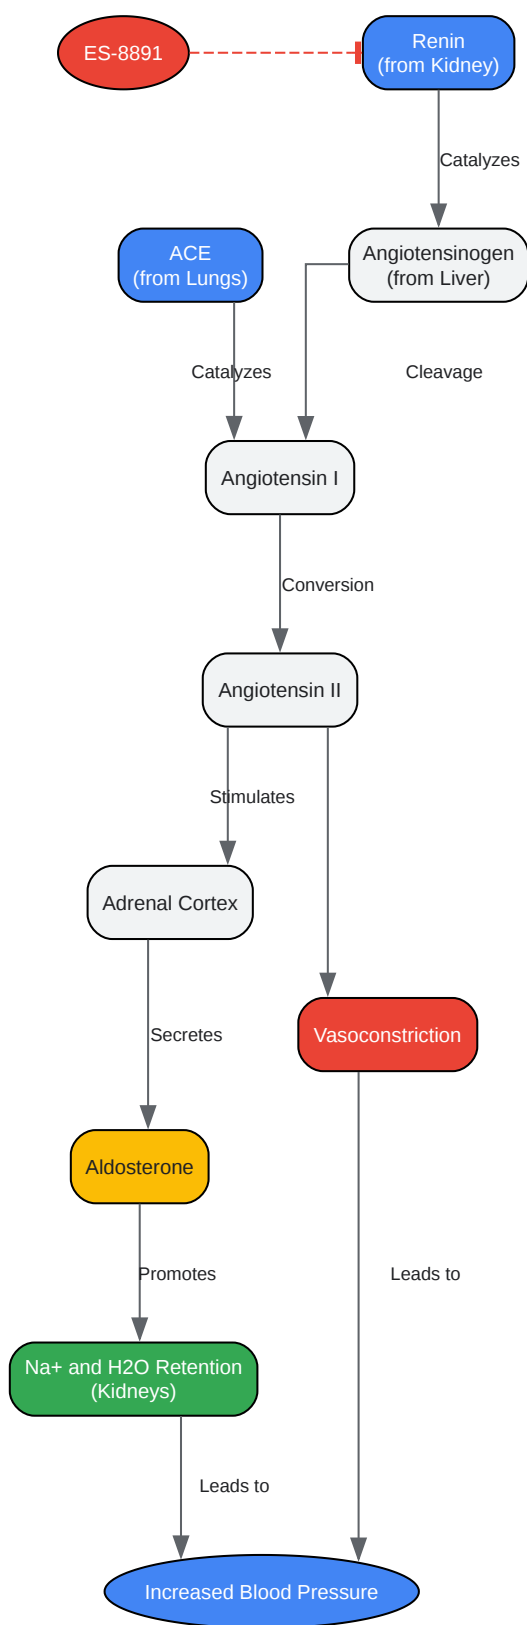 ES-8891
Renin
(from Kidney)
Catalyzes
ACE
(from Lungs)
Angiotensinogen
(from Liver)
Catalyzes
Cleavage
Angiotensin I
Conversion
Angiotensin II
Stimulates
Adrenal Cortex
Secretes
Vasoconstriction
Aldosterone
Promotes
Leads to
Na+ and H2O Retention
(Kidneys)
Leads to
Increased Blood Pressure